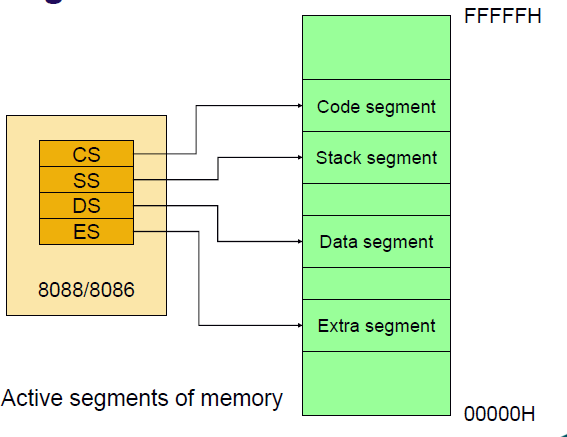 FFFFFH
Code segment
CS
Stack segment
SS
DS
ES
Data segment
8088/8086
Extra segment
Active segments of memory
00000H